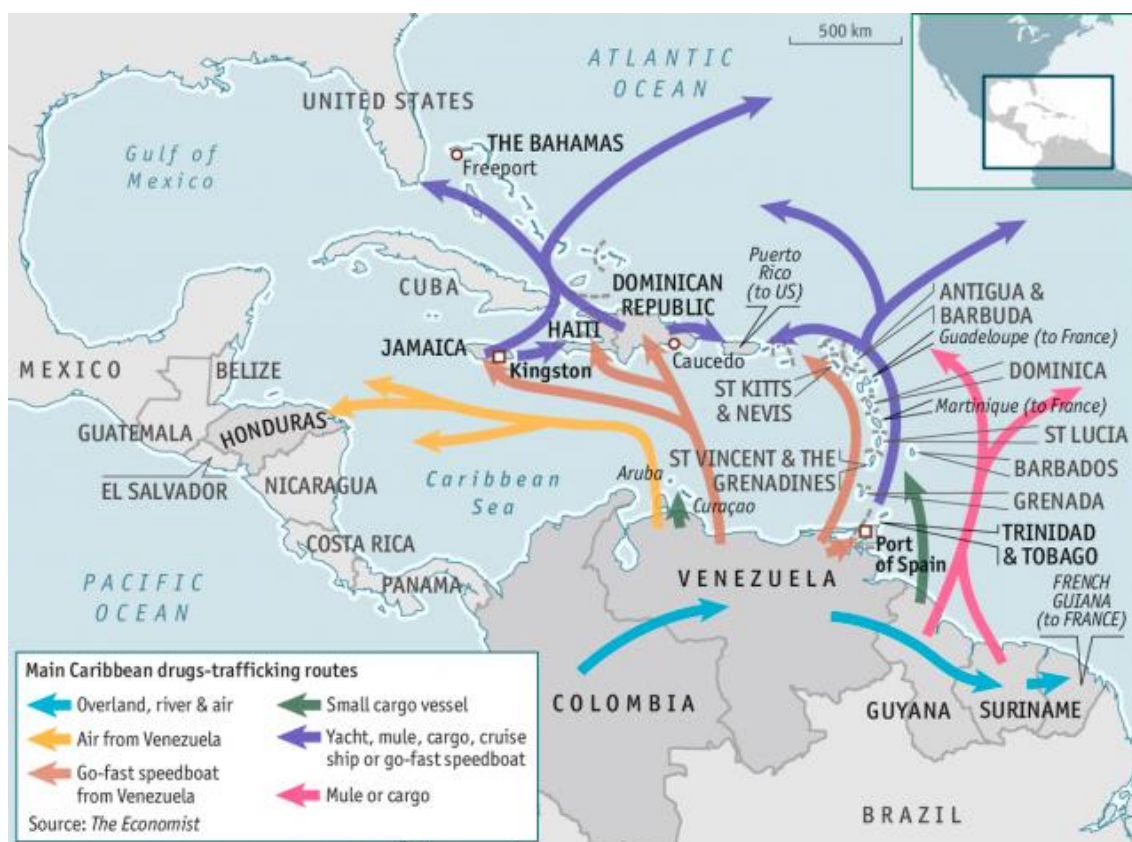 500 km
ATLANTIC
OCEAN
UNITED STATES
THE BAHAMAS
Freeport
Gulf of
Mexico
CUBA
DOMINICAN
REPUBLIC
Puerto
Rico
(to US)
HAITI
JAMAICA
Kingston
Caucedo
ANTIGUA &
BARBUDA
Guadeloupe (to France)
DOMINICA
ST KITTS
& NEVIS
Martinique (to France)
ST LUCIA
MEXICO
BELIZE
GUATEMALA
HONDURAS
EL SALVADOR
NICARAGUA
Caribbean
Sea
Aruba
Curaçao
ST VINCENT & THE
GRENADINES
BARBADOS
GRENADA
COSTA RICA
PANAMA
PACIFIC
OCEAN
VENEZUELA
Port
of Spain
TRINIDAD
& TOBAGO
FRENCH
GUIANA
(to FRANCE)
COLOMBIA
GUYANA
SURINAME
BRAZIL
Main Caribbean drugs-trafficking routes
Overland, river & air
Air from Venezuela
Go-fast speedboat
from Venezuela
Small cargo vessel
Yacht, mule, cargo, cruise
ship or go-fast speedboat
Mule or cargo
Source: The Economist